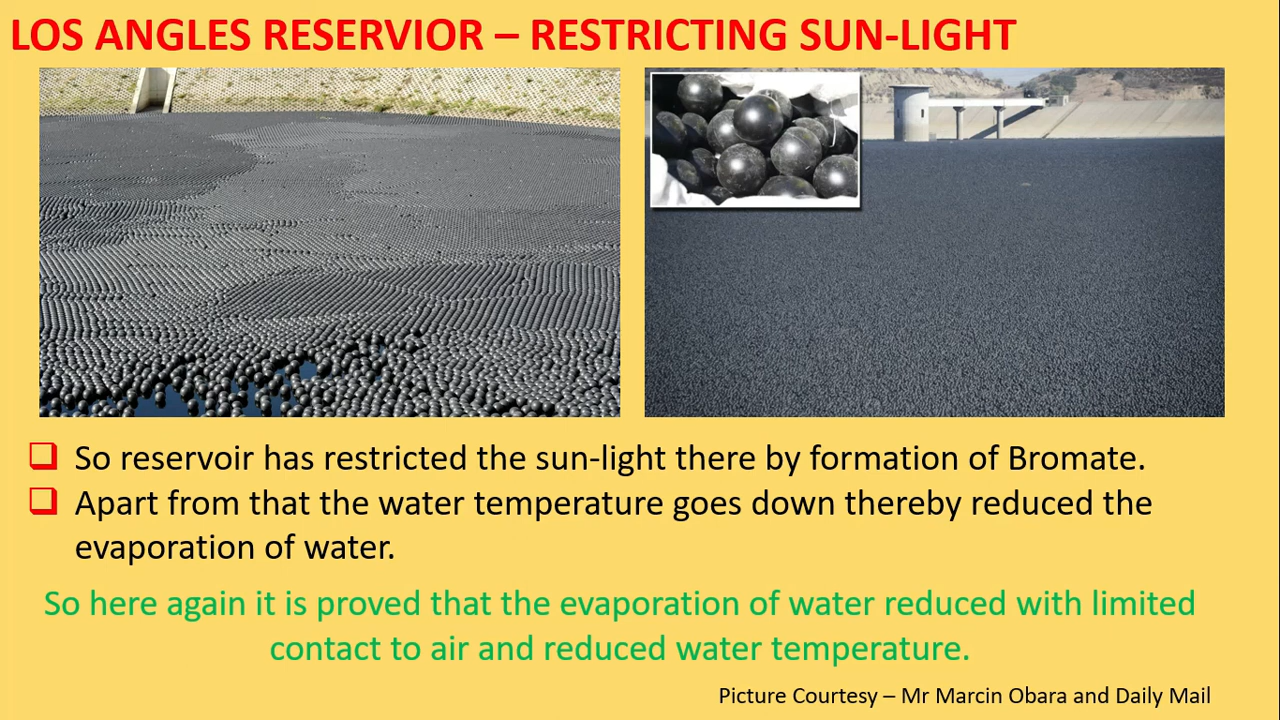 LOS ANGLES RESERVIOR – RESTRICTING SUN-LIGHT
So reservoir has restricted the sun-light there by formation of Bromate.
Apart from that the water temperature goes down thereby reduced the
evaporation of water.
So here again it is proved that the evaporation of water reduced with limited
contact to air and reduced water temperature.
Picture Courtesy – Mr Marcin Obara and Daily Mail